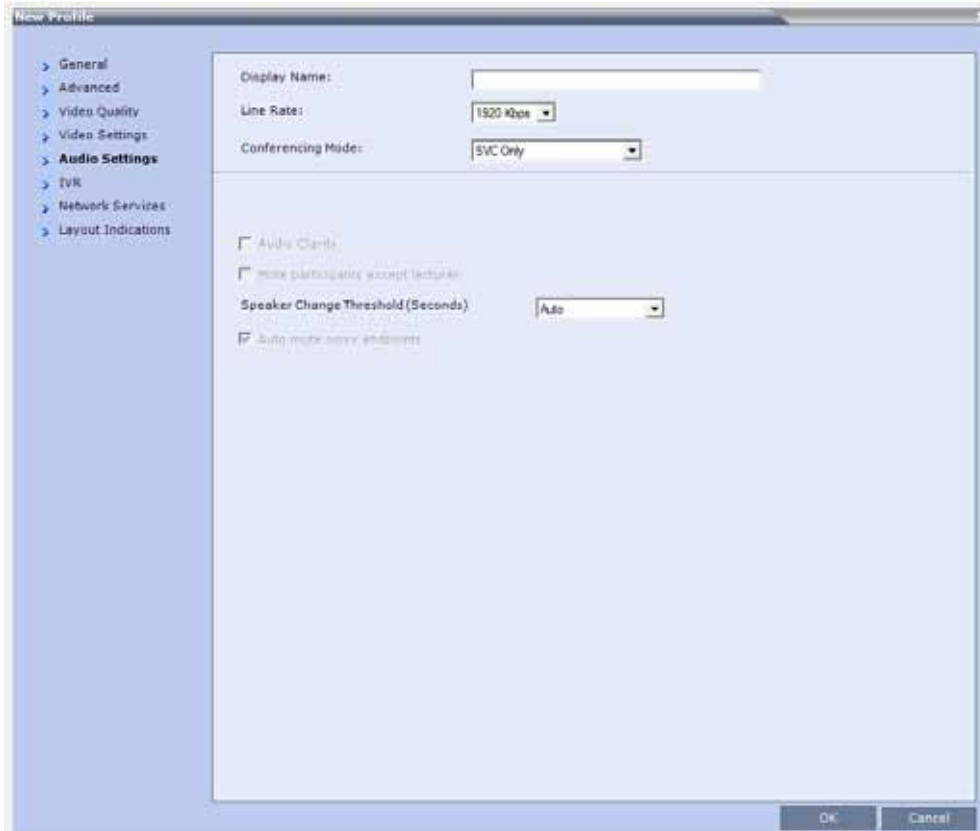 New Profile
General
Advanced
Video Quality
Video Settings
Audio Settings
IVR
Network Services
Layout Indications
Display Name:
Line Rate: 1920 Kbps
Conferencing Mode: SVC Only
Audio Clarity
Mute participants except lecturer
Speaker Change Threshold (Seconds) Auto
Auto mute noisy endpoints
OK Cancel